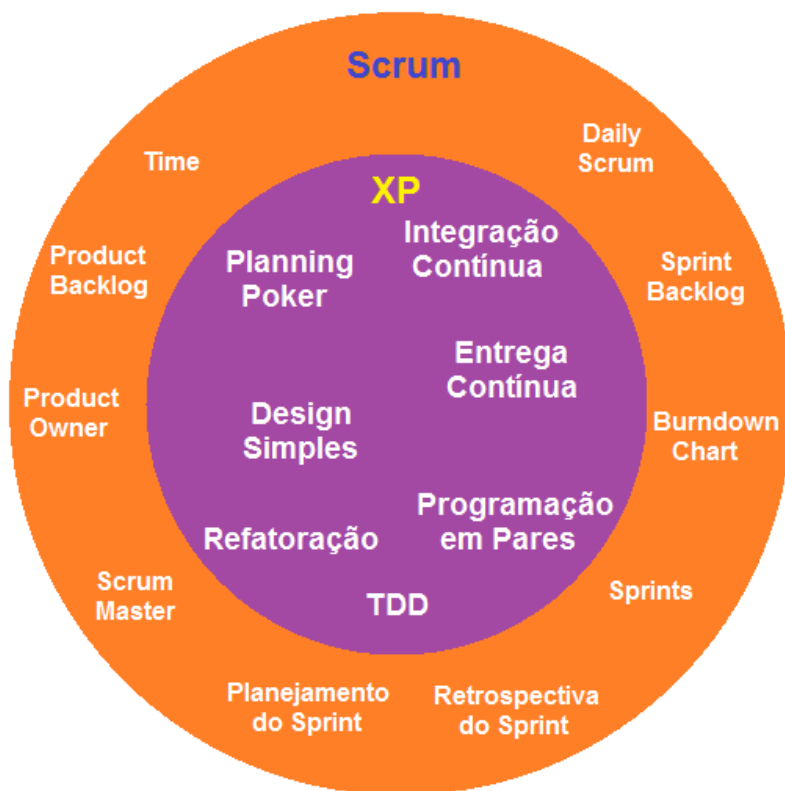 Scrum
Time
Daily
Scrum
XP
Planning
Poker
Integração
Contínua
Product
Backlog
Sprint
Backlog
Entrega
Contínua
Product
Owner
Design
Simples
Burndown
Chart
Refatoração
Programação
em Pares
Scrum
Master
TDD
Sprints
Planejamento
do Sprint
Retrospectiva
do Sprint